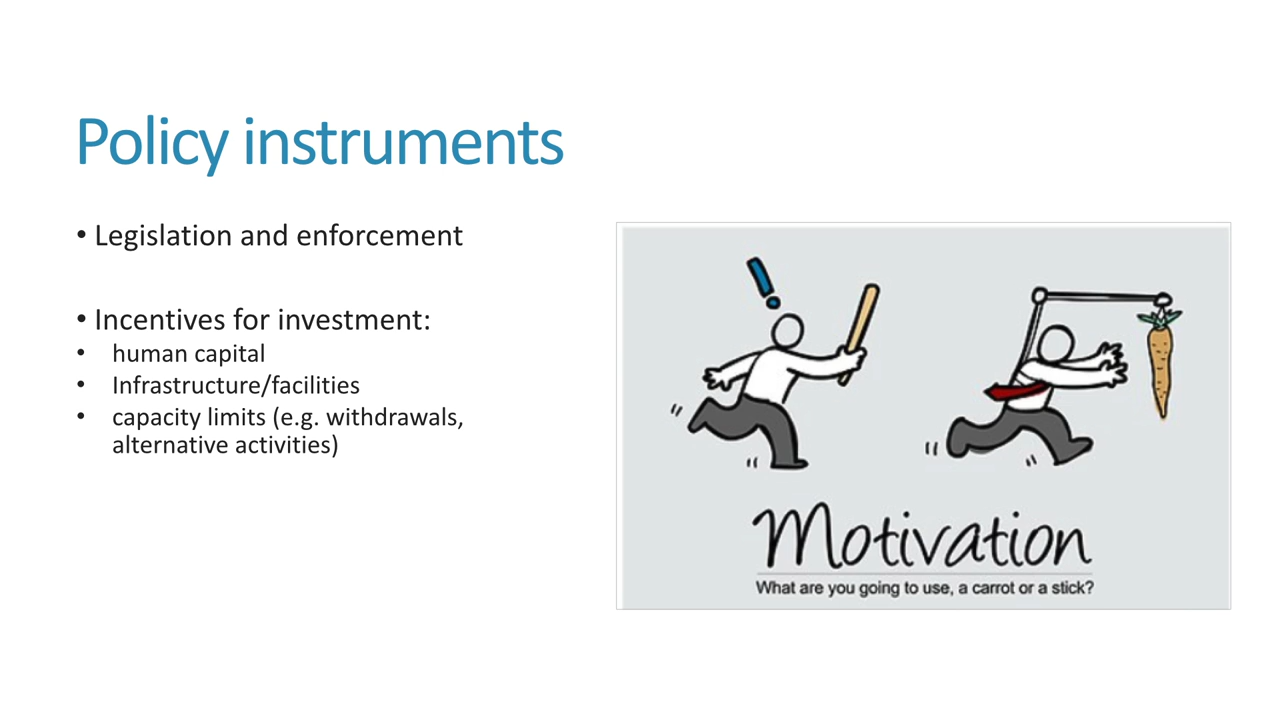 Policy instruments
• Legislation and enforcement
• Incentives for investment:
• human capital
• Infrastructure/facilities
• capacity limits (e.g. withdrawals,
alternative activities)
Motivation
What are you going to use, a carrot or a stick?